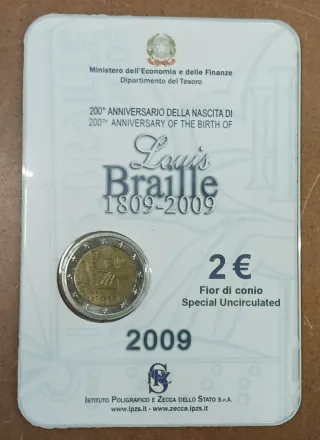 Ministero dell'Economia e delle Finanze
Dipartimento del Tesoro
200° ANNIVERSARIO DELLA NASCITA DI
200TH ANNIVERSARY OF THE BIRTH OF
Louis
Braille
1809-2009
2 €
Fior di conio
Special Uncirculated
2009
ISTITUTO POLIGRAFICO E ZECCA DELLO STATO S.P.A.
www.ipzs.it - www.zecca.ipzs.it